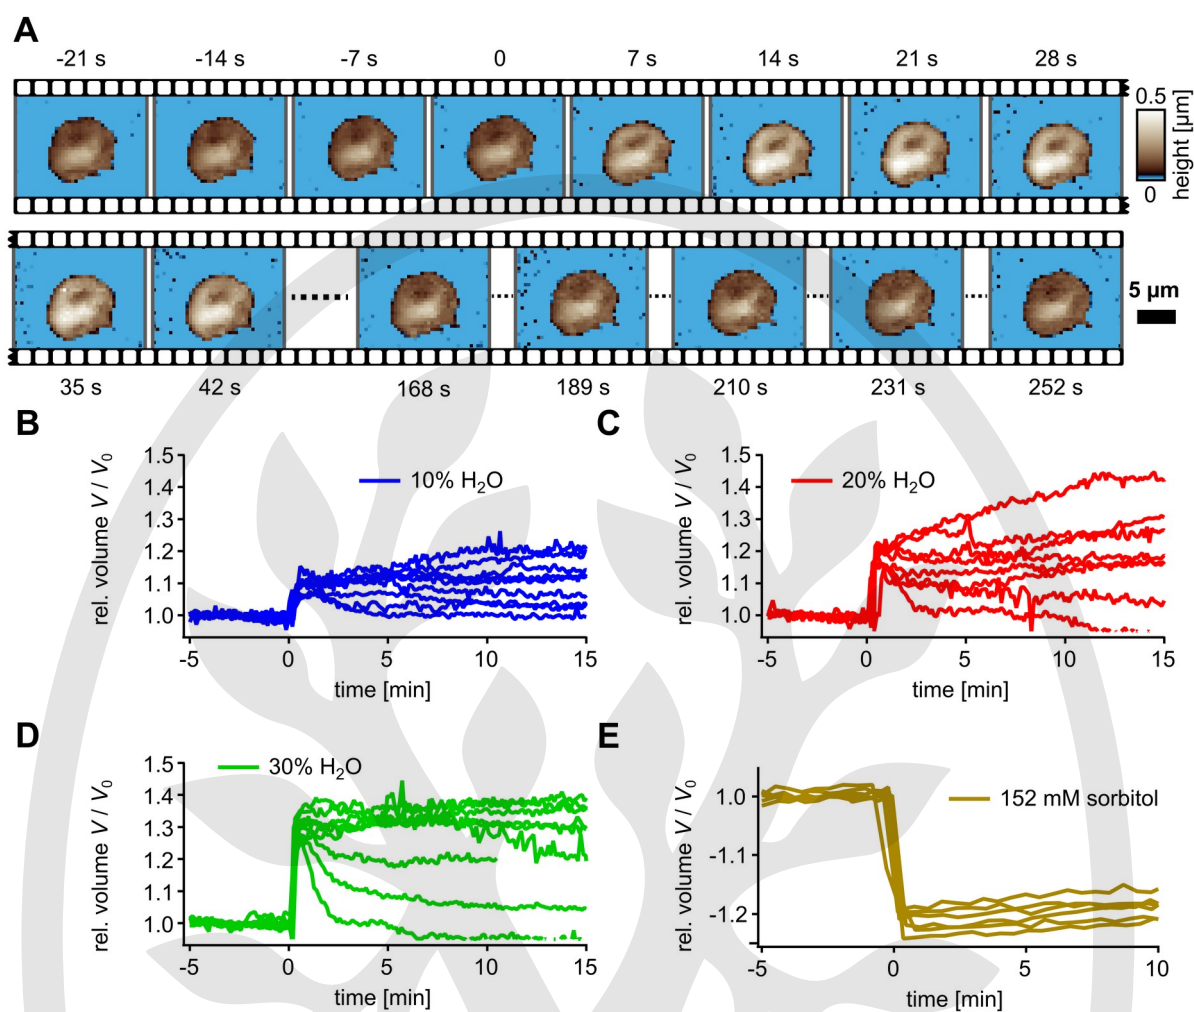 A
-21 s -14 s -7 s 0 7 s 14 s 21 s 28 s
0.5
0
height [µm]
5 µm
35 s 42 s 168 s 189 s 210 s 231 s 252 s
B
rel. volume V / V0
1.5
1.4
1.3
1.2
1.1
1.0
10% H2O
-5 0 5 10 15
time [min]
C
rel. volume V / V0
1.5
1.4
1.3
1.2
1.1
1.0
20% H2O
-5 0 5 10 15
time [min]
D
rel. volume V / V0
1.5
1.4
1.3
1.2
1.1
1.0
30% H2O
-5 0 5 10 15
time [min]
E
rel. volume V / V0
1.0
-1.1
-1.2
152 mM sorbitol
-5 0 5 10
time [min]